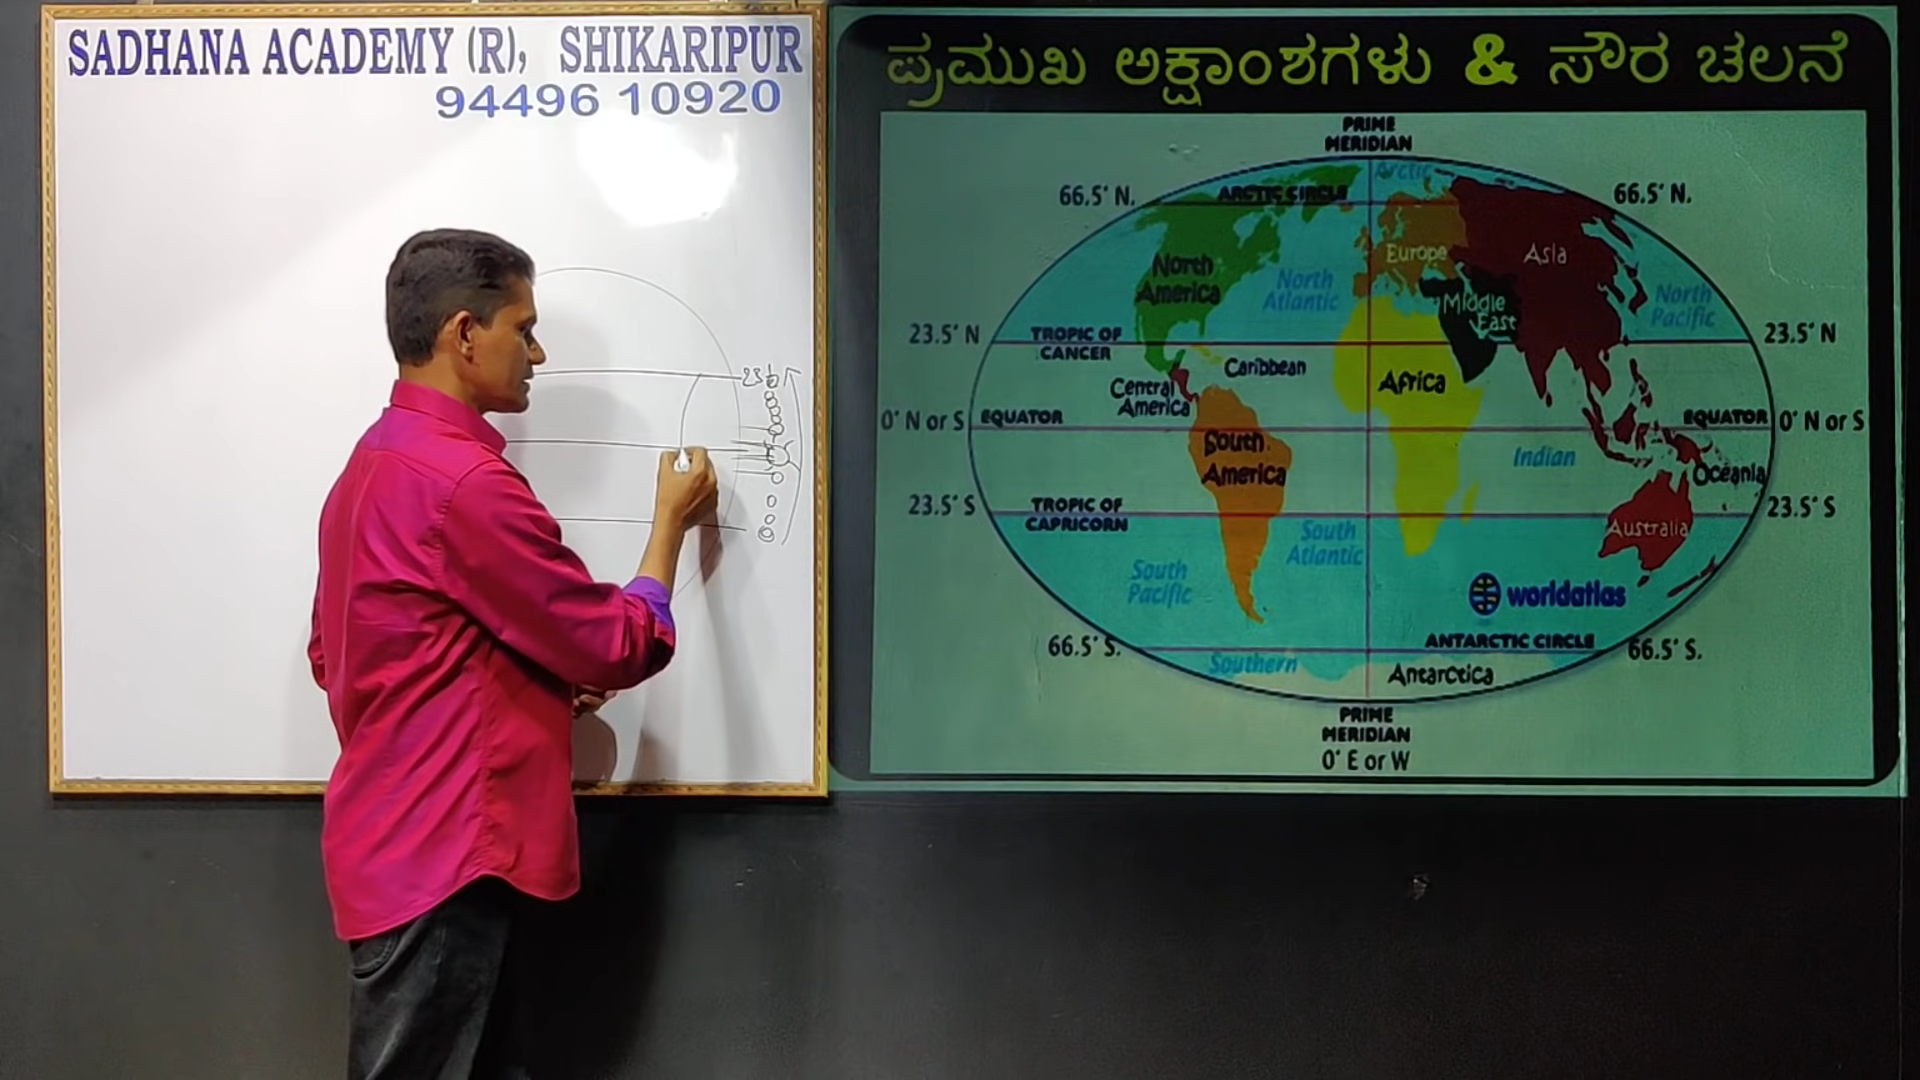 SADHANA ACADEMY (R), SHIKARIPUR
94496 10920
23½
ಪ್ರಮುಖ ಅಕ್ಷಾಂಶಗಳು & ಸೌರ ಚಲನೆ
PRIME
MERIDIAN
Arctic
66.5° N.
ARCTIC CIRCLE
66.5° N.
North
America
North
Atlantic
Europe
Asia
Middle
East
North
Pacific
23.5° N
TROPIC OF
CANCER
23.5° N
Caribbean
Central
America
Africa
0° N or S
EQUATOR
EQUATOR
0° N or S
South
America
Indian
Oceania
23.5° S
TROPIC OF
CAPRICORN
23.5° S
South
Atlantic
Australia
South
Pacific
worldatlas
66.5° S.
ANTARCTIC CIRCLE
66.5° S.
Southern
Antarctica
PRIME
MERIDIAN
0° E or W